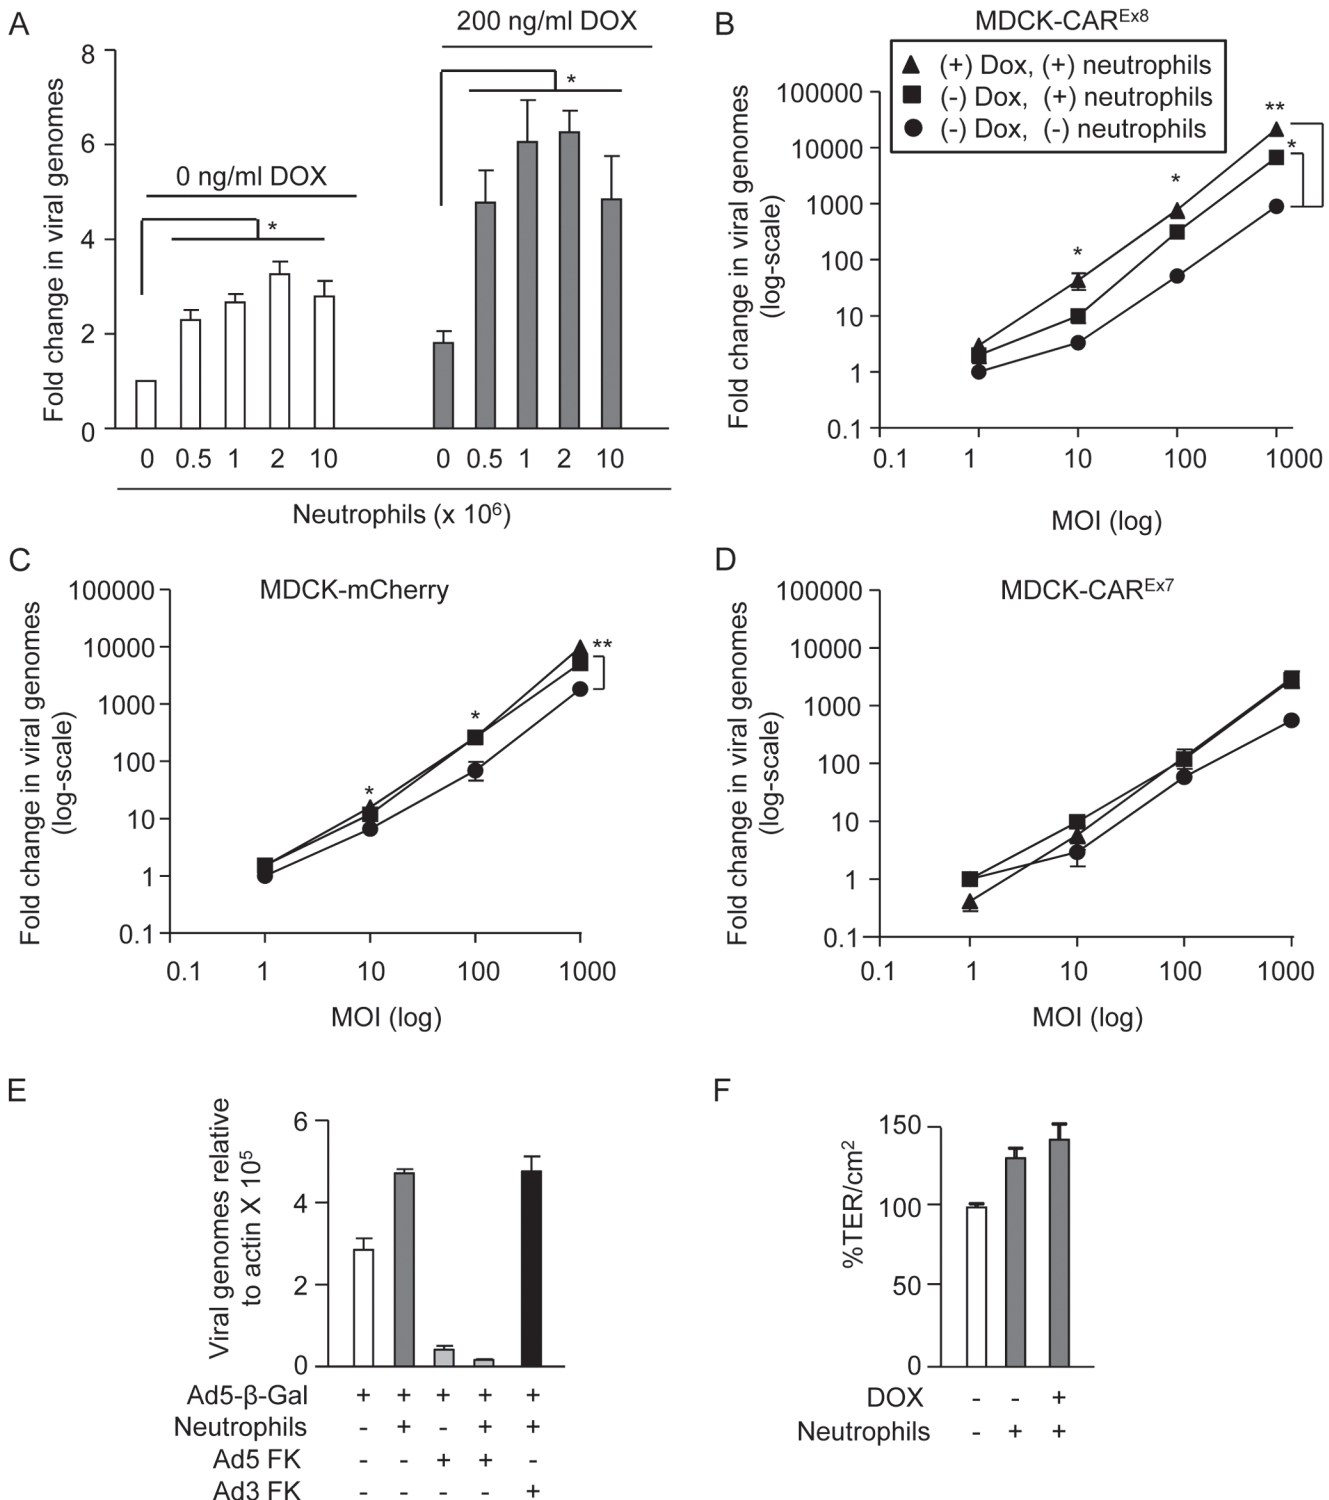 A
200 ng/ml DOX
0 ng/ml DOX
*
*
Fold change in viral genomes
8
6
4
2
0
0 0.5 1 2 10 0 0.5 1 2 10
Neutrophils (x 10⁶)
B
MDCK-CARᴱˣ⁸
(+) Dox, (+) neutrophils
(-) Dox, (+) neutrophils
(-) Dox, (-) neutrophils
Fold change in viral genomes
(log-scale)
100000
10000
1000
100
10
1
0.1
**
*
*
*
0.1 1 10 100 1000
MOI (log)
C
MDCK-mCherry
Fold change in viral genomes
(log-scale)
100000
10000
1000
100
10
1
0.1
**
*
*
0.1 1 10 100 1000
MOI (log)
D
MDCK-CARᴱˣ⁷
Fold change in viral genomes
(log-scale)
100000
10000
1000
100
10
1
0.1
0.1 1 10 100 1000
MOI (log)
E
Viral genomes relative
to actin X 10⁵
6
4
2
0
Ad5-β-Gal + + + + +
Neutrophils - + - + +
Ad5 FK - - + + -
Ad3 FK - - - - +
F
%TER/cm²
150
100
50
0
DOX - - +
Neutrophils - + +